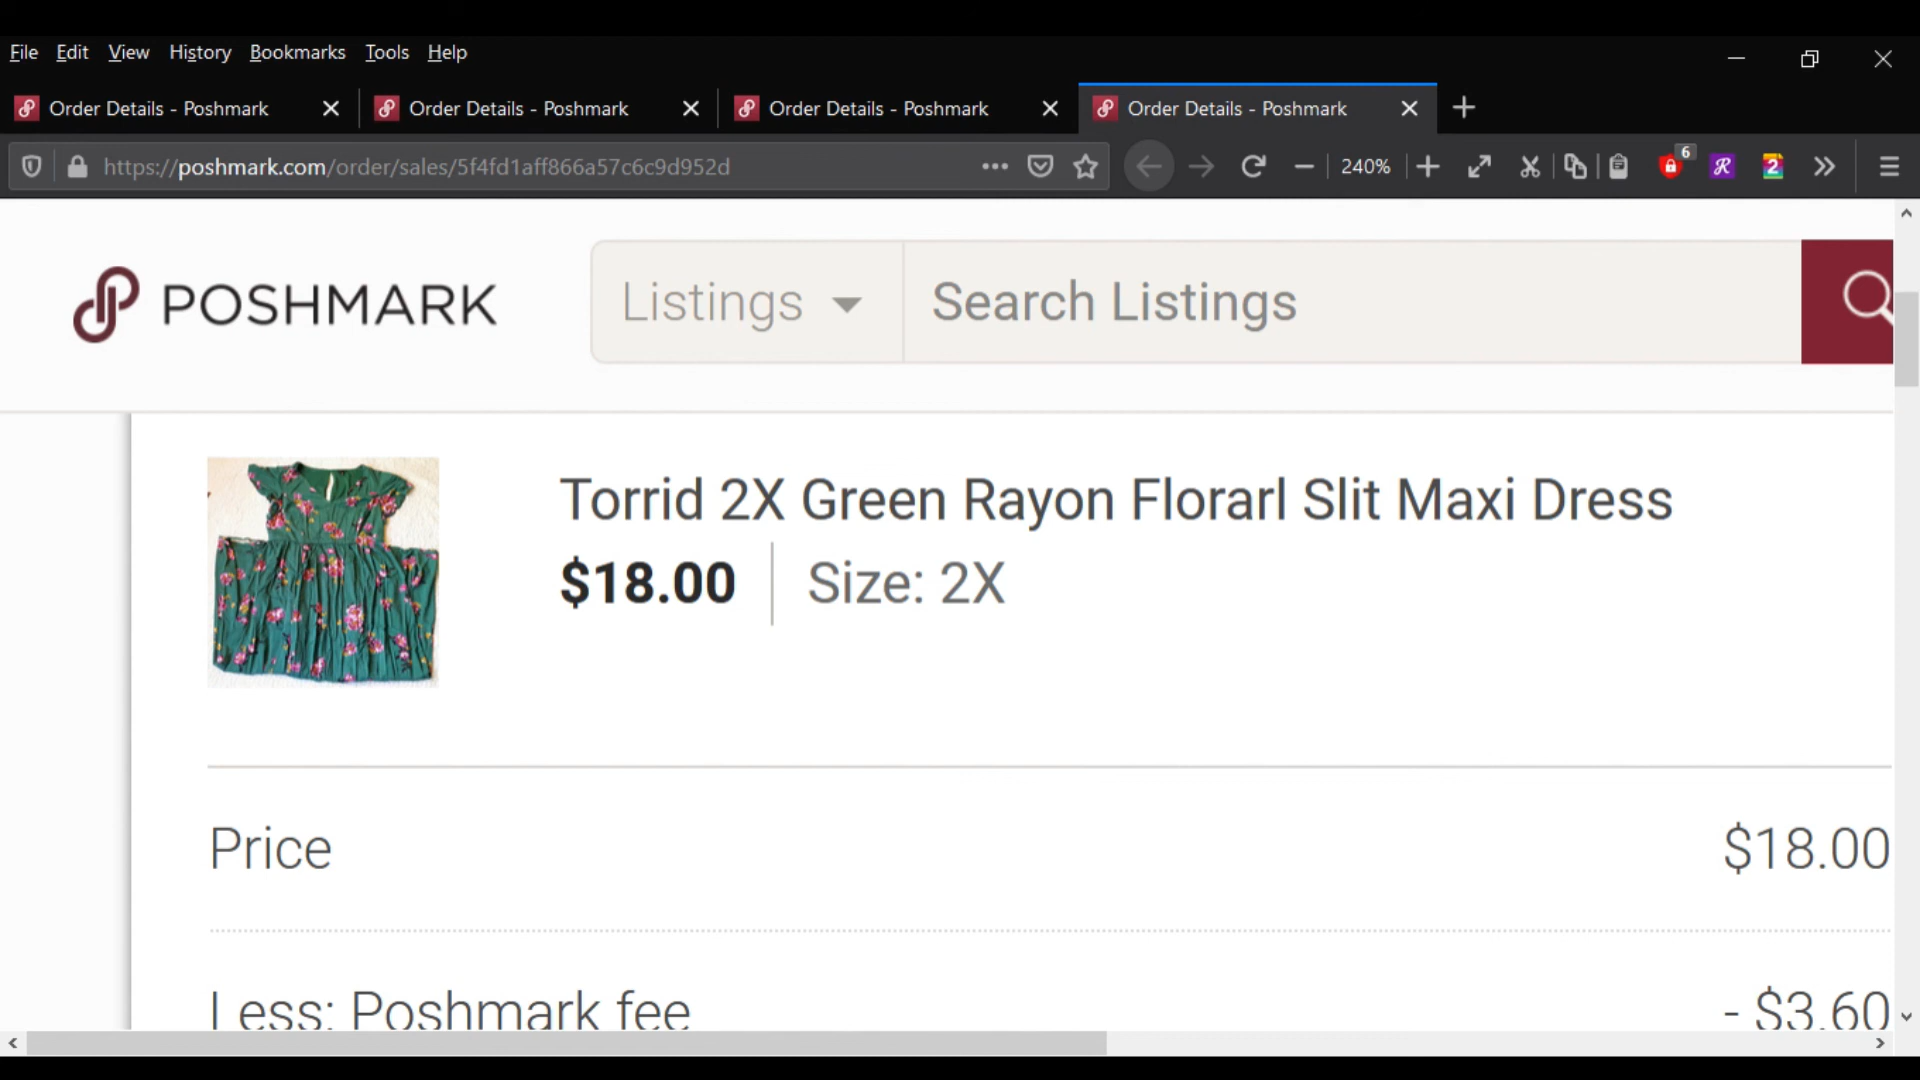 File Edit View History Bookmarks Tools Help
Order Details - Poshmark Order Details - Poshmark Order Details - Poshmark Order Details - Poshmark
https://poshmark.com/order/sales/5f4fd1aff866a57c6c9d952d 240% 6 R 2
POSHMARK Listings Search Listings
Torrid 2X Green Rayon Florarl Slit Maxi Dress
$18.00 Size: 2X
Price $18.00
Less: Poshmark fee - $3.60